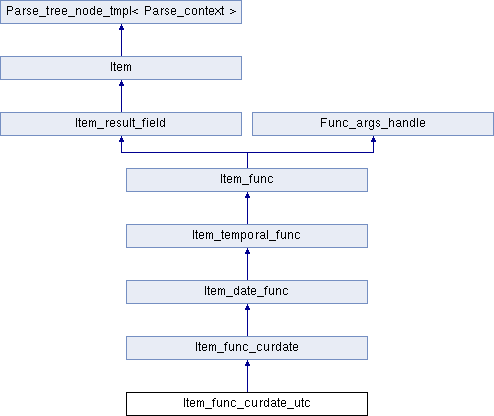 Parse_tree_node_tmpl< Parse_context >
Item
Item_result_field
Func_args_handle
Item_func
Item_temporal_func
Item_date_func
Item_func_curdate
Item_func_curdate_utc